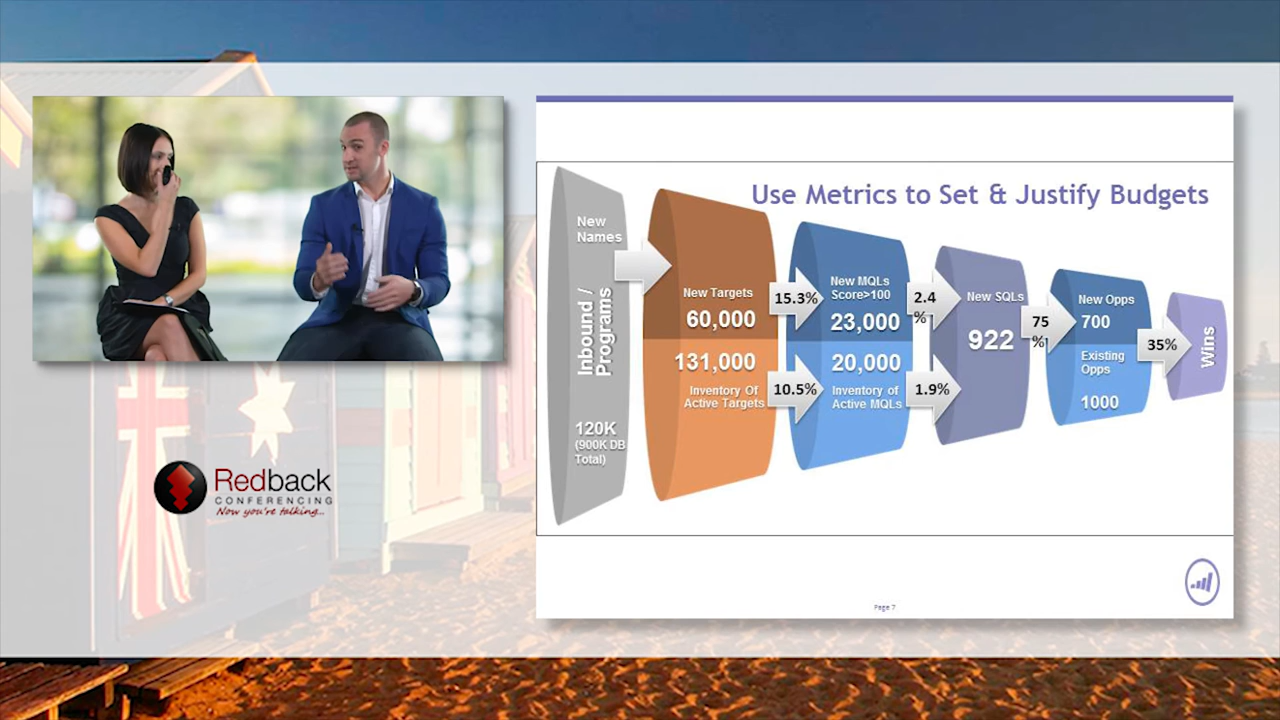 Use Metrics to Set & Justify Budgets
New
Names
Inbound /
Programs
120K
(900K DB
Total)
New Targets
60,000
131,000
Inventory Of
Active Targets
15.3%
10.5%
New MQLs
Score>100
23,000
20,000
Inventory of
Active MQLs
2.4
%
1.9%
New SQLs
922
75
%
New Opps
700
Existing
Opps
1000
35%
Wins
Page 7
Redback
CONFERENCING
Now you're talking...